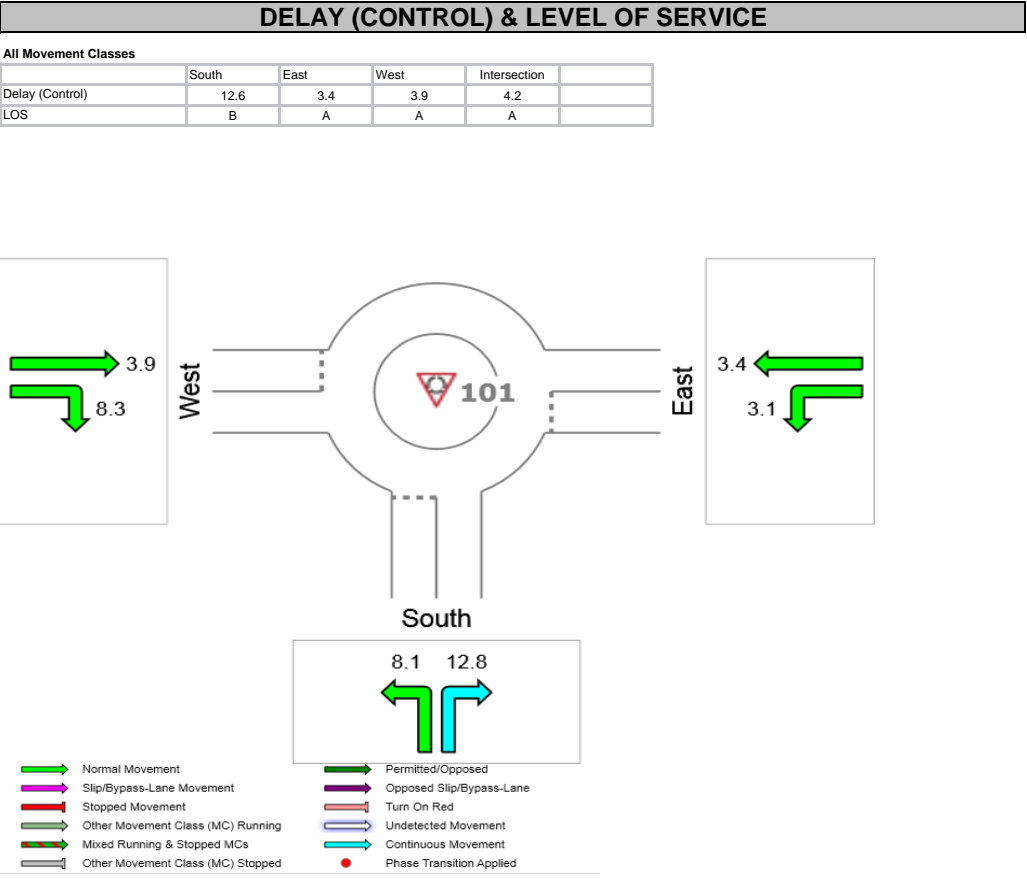 DELAY (CONTROL) & LEVEL OF SERVICE
All Movement Classes
South East West Intersection
Delay (Control) 12.6 3.4 3.9 4.2
LOS B A A A
3.9
8.3
West
101
East
3.4
3.1
South
8.1 12.8
Normal Movement Permitted/Opposed
Slip/Bypass-Lane Movement Opposed Slip/Bypass-Lane
Stopped Movement Turn On Red
Other Movement Class (MC) Running Undetected Movement
Mixed Running & Stopped MCs Continuous Movement
Other Movement Class (MC) Stopped Phase Transition Applied